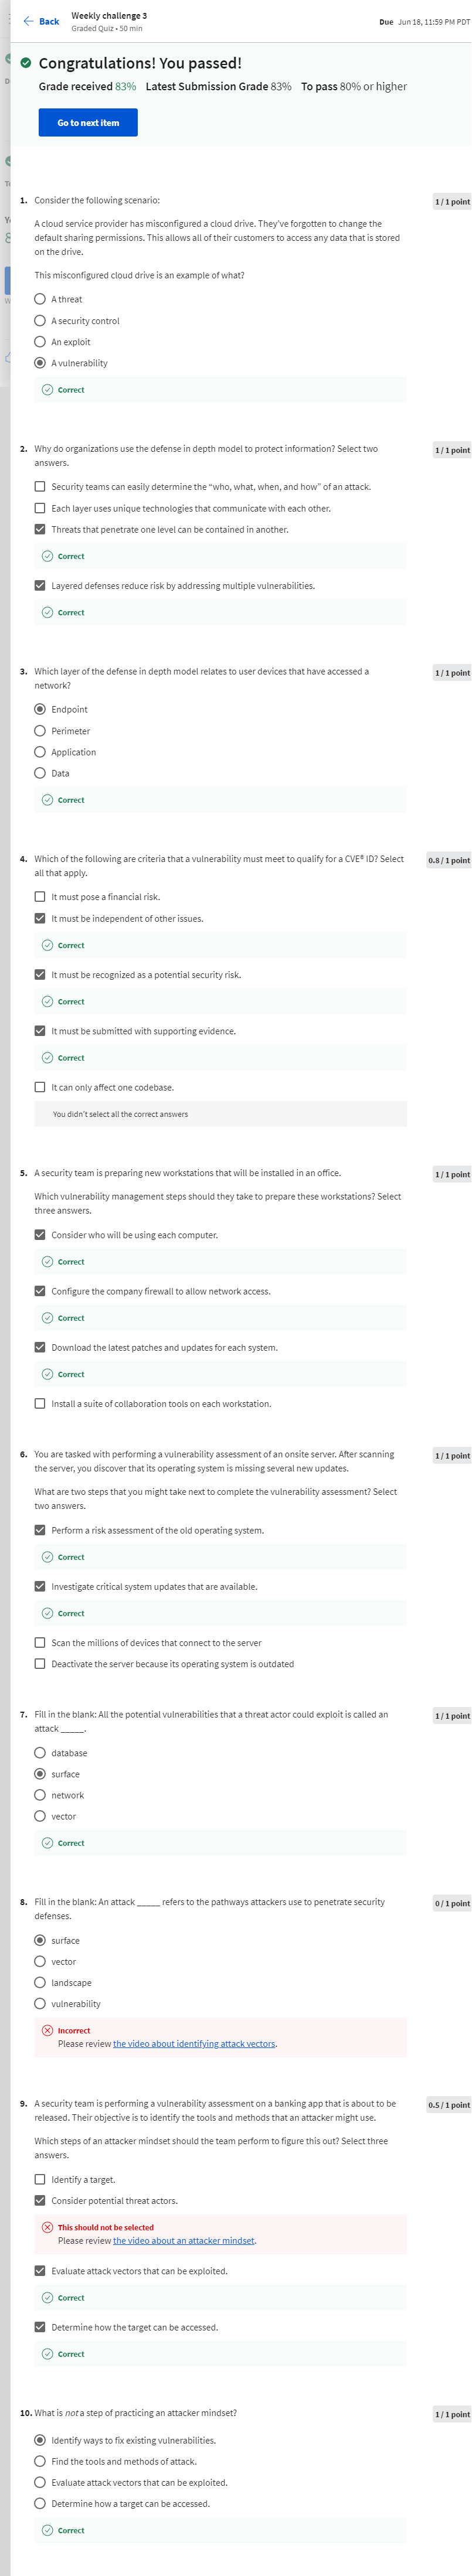 Back
Weekly challenge 3
Graded Quiz • 50 min
Due Jun 18, 11:59 PM PDT
Congratulations! You passed!
Grade received 83% Latest Submission Grade 83% To pass 80% or higher
Go to next item
1. Consider the following scenario:
1 / 1 point
A cloud service provider has misconfigured a cloud drive. They've forgotten to change the
default sharing permissions. This allows all of their customers to access any data that is stored
on the drive.
This misconfigured cloud drive is an example of what?
A threat
A security control
An exploit
A vulnerability
Correct
2. Why do organizations use the defense in depth model to protect information? Select two
answers.
1 / 1 point
Security teams can easily determine the “who, what, when, and how” of an attack.
Each layer uses unique technologies that communicate with each other.
Threats that penetrate one level can be contained in another.
Correct
Layered defenses reduce risk by addressing multiple vulnerabilities.
Correct
3. Which layer of the defense in depth model relates to user devices that have accessed a
network?
1 / 1 point
Endpoint
Perimeter
Application
Data
Correct
4. Which of the following are criteria that a vulnerability must meet to qualify for a CVE® ID? Select
all that apply.
0.8 / 1 point
It must pose a financial risk.
It must be independent of other issues.
Correct
It must be recognized as a potential security risk.
Correct
It must be submitted with supporting evidence.
Correct
It can only affect one codebase.
You didn't select all the correct answers
5. A security team is preparing new workstations that will be installed in an office.
1 / 1 point
Which vulnerability management steps should they take to prepare these workstations? Select
three answers.
Consider who will be using each computer.
Correct
Configure the company firewall to allow network access.
Correct
Download the latest patches and updates for each system.
Correct
Install a suite of collaboration tools on each workstation.
6. You are tasked with performing a vulnerability assessment of an onsite server. After scanning
the server, you discover that its operating system is missing several new updates.
1 / 1 point
What are two steps that you might take next to complete the vulnerability assessment? Select
two answers.
Perform a risk assessment of the old operating system.
Correct
Investigate critical system updates that are available.
Correct
Scan the millions of devices that connect to the server
Deactivate the server because its operating system is outdated
7. Fill in the blank: All the potential vulnerabilities that a threat actor could exploit is called an
attack _____.
1 / 1 point
database
surface
network
vector
Correct
8. Fill in the blank: An attack _____ refers to the pathways attackers use to penetrate security
defenses.
0 / 1 point
surface
vector
landscape
vulnerability
Incorrect
Please review the video about identifying attack vectors.
9. A security team is performing a vulnerability assessment on a banking app that is about to be
released. Their objective is to identify the tools and methods that an attacker might use.
0.5 / 1 point
Which steps of an attacker mindset should the team perform to figure this out? Select three
answers.
Identify a target.
Consider potential threat actors.
This should not be selected
Please review the video about an attacker mindset.
Evaluate attack vectors that can be exploited.
Correct
Determine how the target can be accessed.
Correct
10. What is not a step of practicing an attacker mindset?
1 / 1 point
Identify ways to fix existing vulnerabilities.
Find the tools and methods of attack.
Evaluate attack vectors that can be exploited.
Determine how a target can be accessed.
Correct